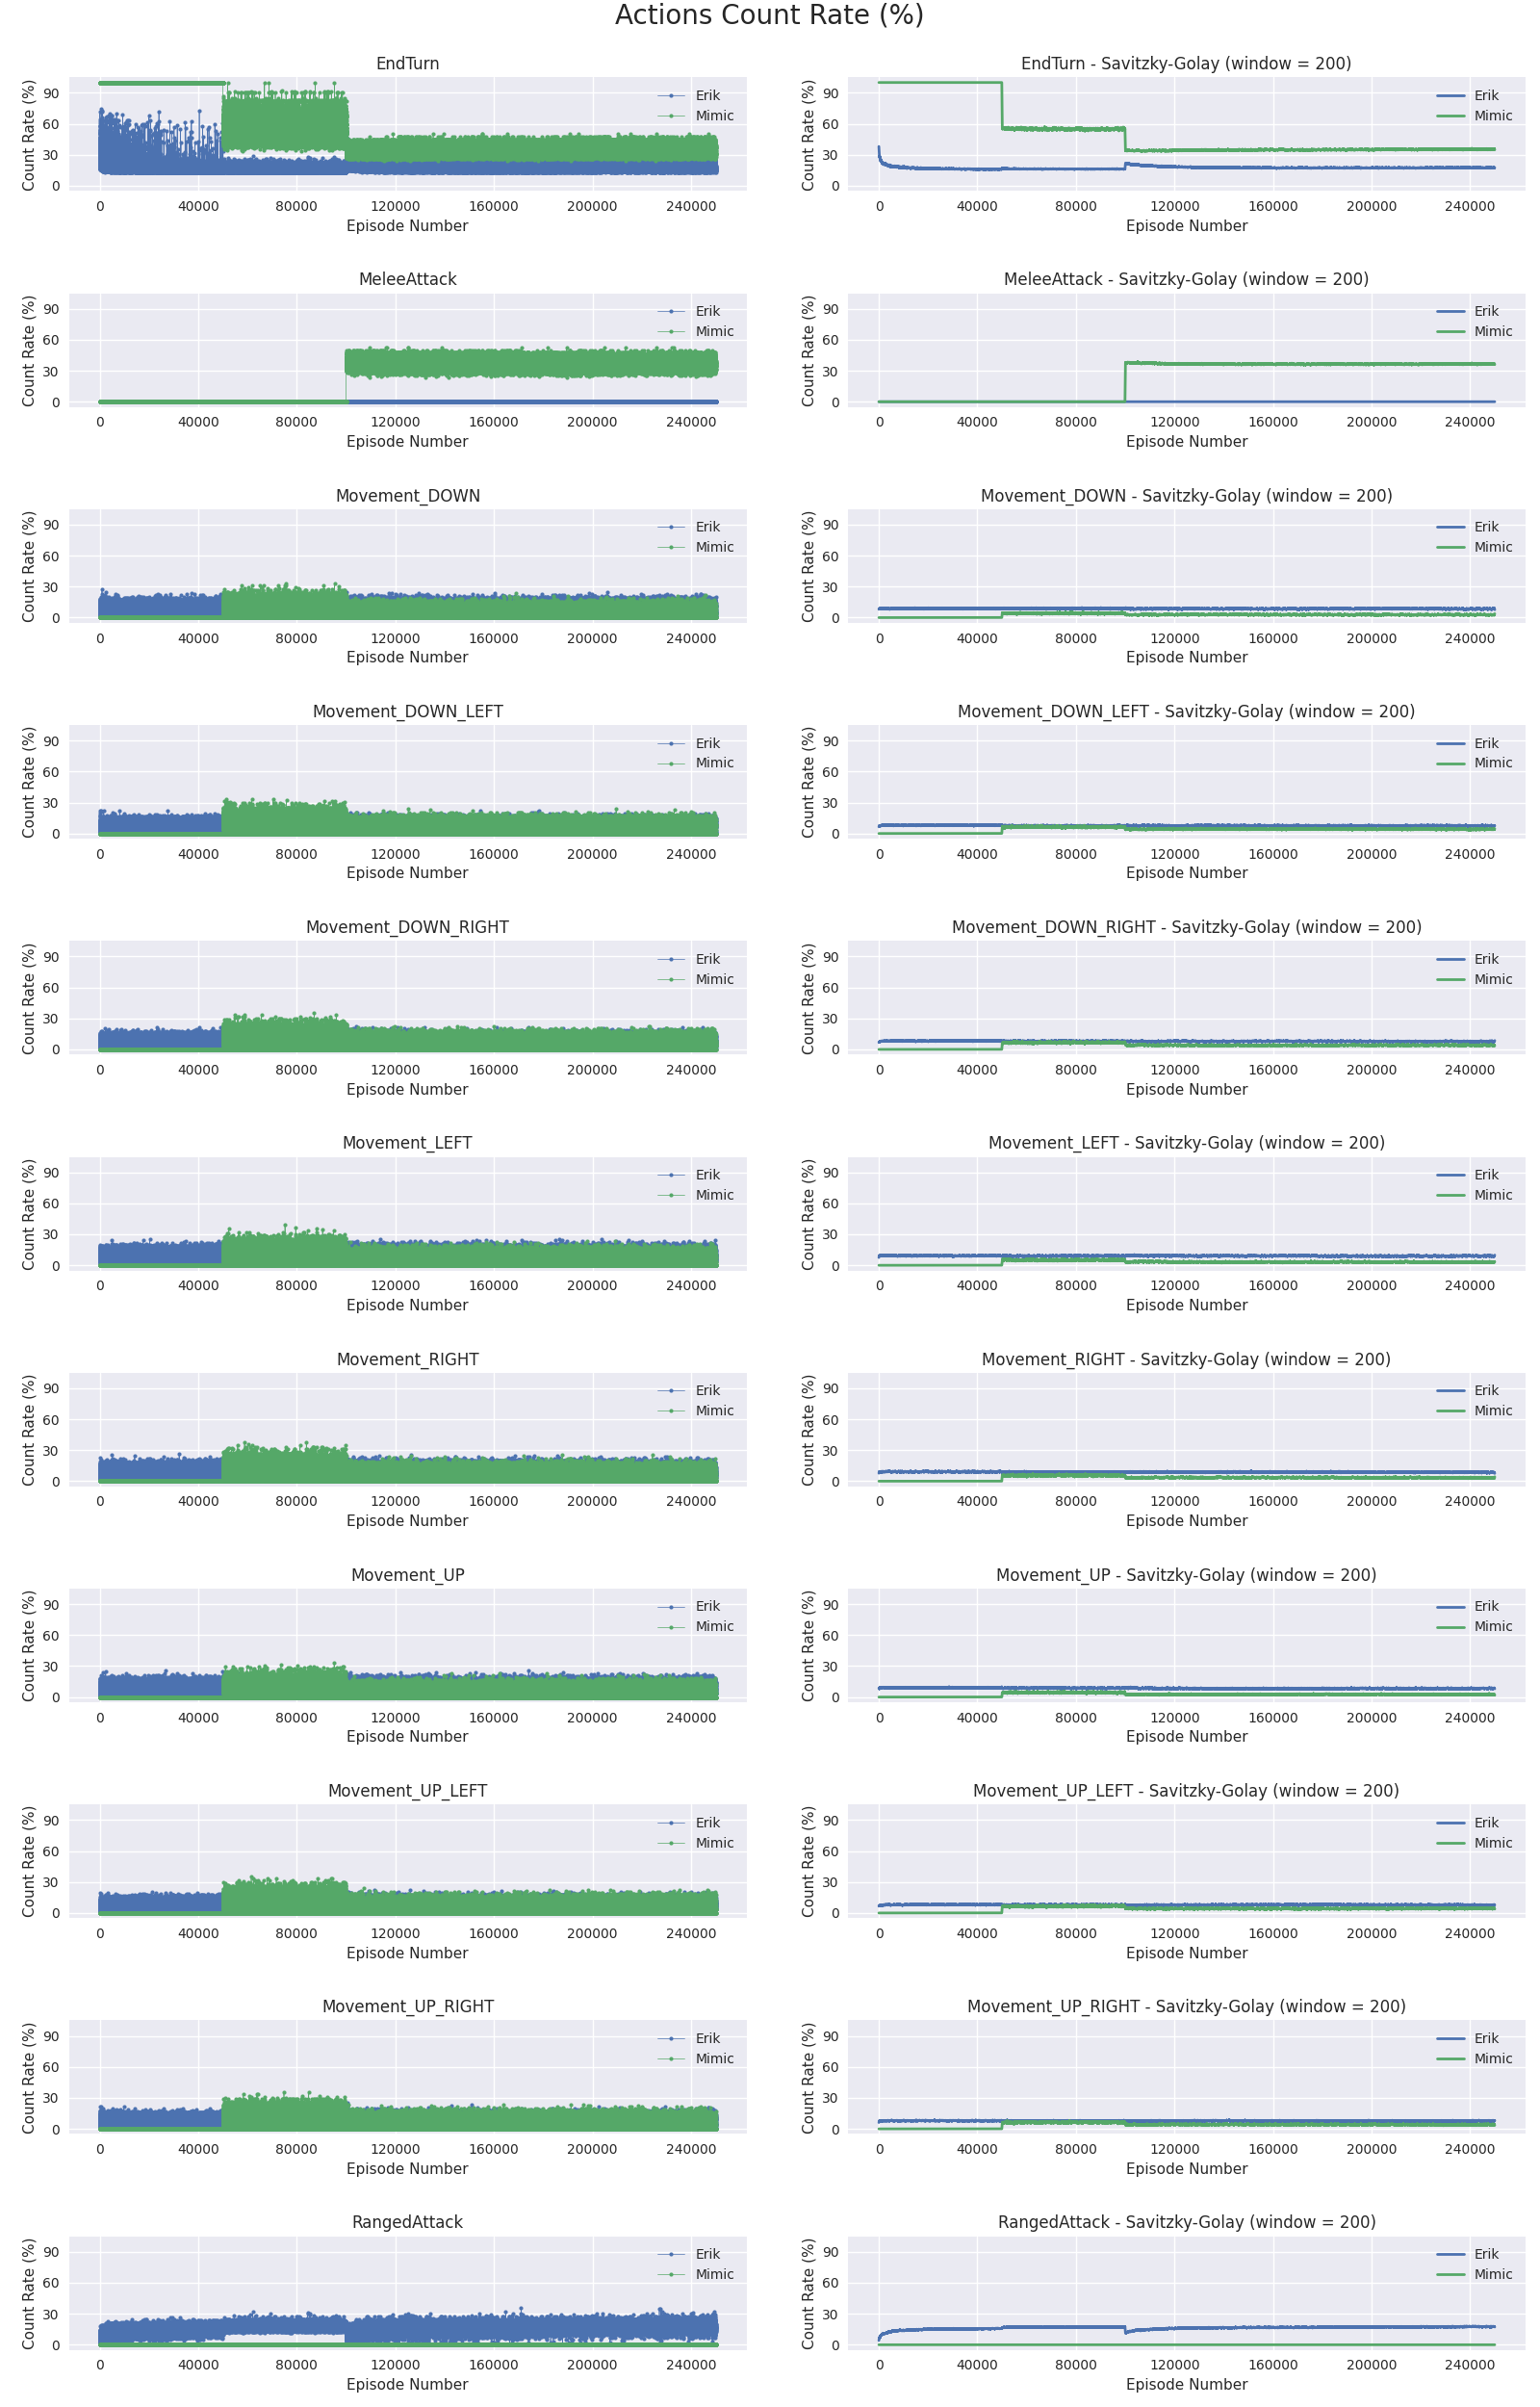 Actions Count Rate (%)
EndTurn
Count Rate (%)
90
60
30
0
Erik
Mimic
0 40000 80000 120000 160000 200000 240000
Episode Number
EndTurn - Savitzky-Golay (window = 200)
Count Rate (%)
90
60
30
0
Erik
Mimic
0 40000 80000 120000 160000 200000 240000
Episode Number
MeleeAttack
Count Rate (%)
90
60
30
0
Erik
Mimic
0 40000 80000 120000 160000 200000 240000
Episode Number
MeleeAttack - Savitzky-Golay (window = 200)
Count Rate (%)
90
60
30
0
Erik
Mimic
0 40000 80000 120000 160000 200000 240000
Episode Number
Movement_DOWN
Count Rate (%)
90
60
30
0
Erik
Mimic
0 40000 80000 120000 160000 200000 240000
Episode Number
Movement_DOWN - Savitzky-Golay (window = 200)
Count Rate (%)
90
60
30
0
Erik
Mimic
0 40000 80000 120000 160000 200000 240000
Episode Number
Movement_DOWN_LEFT
Count Rate (%)
90
60
30
0
Erik
Mimic
0 40000 80000 120000 160000 200000 240000
Episode Number
Movement_DOWN_LEFT - Savitzky-Golay (window = 200)
Count Rate (%)
90
60
30
0
Erik
Mimic
0 40000 80000 120000 160000 200000 240000
Episode Number
Movement_DOWN_RIGHT
Count Rate (%)
90
60
30
0
Erik
Mimic
0 40000 80000 120000 160000 200000 240000
Episode Number
Movement_DOWN_RIGHT - Savitzky-Golay (window = 200)
Count Rate (%)
90
60
30
0
Erik
Mimic
0 40000 80000 120000 160000 200000 240000
Episode Number
Movement_LEFT
Count Rate (%)
90
60
30
0
Erik
Mimic
0 40000 80000 120000 160000 200000 240000
Episode Number
Movement_LEFT - Savitzky-Golay (window = 200)
Count Rate (%)
90
60
30
0
Erik
Mimic
0 40000 80000 120000 160000 200000 240000
Episode Number
Movement_RIGHT
Count Rate (%)
90
60
30
0
Erik
Mimic
0 40000 80000 120000 160000 200000 240000
Episode Number
Movement_RIGHT - Savitzky-Golay (window = 200)
Count Rate (%)
90
60
30
0
Erik
Mimic
0 40000 80000 120000 160000 200000 240000
Episode Number
Movement_UP
Count Rate (%)
90
60
30
0
Erik
Mimic
0 40000 80000 120000 160000 200000 240000
Episode Number
Movement_UP - Savitzky-Golay (window = 200)
Count Rate (%)
90
60
30
0
Erik
Mimic
0 40000 80000 120000 160000 200000 240000
Episode Number
Movement_UP_LEFT
Count Rate (%)
90
60
30
0
Erik
Mimic
0 40000 80000 120000 160000 200000 240000
Episode Number
Movement_UP_LEFT - Savitzky-Golay (window = 200)
Count Rate (%)
90
60
30
0
Erik
Mimic
0 40000 80000 120000 160000 200000 240000
Episode Number
Movement_UP_RIGHT
Count Rate (%)
90
60
30
0
Erik
Mimic
0 40000 80000 120000 160000 200000 240000
Episode Number
Movement_UP_RIGHT - Savitzky-Golay (window = 200)
Count Rate (%)
90
60
30
0
Erik
Mimic
0 40000 80000 120000 160000 200000 240000
Episode Number
RangedAttack
Count Rate (%)
90
60
30
0
Erik
Mimic
0 40000 80000 120000 160000 200000 240000
Episode Number
RangedAttack - Savitzky-Golay (window = 200)
Count Rate (%)
90
60
30
0
Erik
Mimic
0 40000 80000 120000 160000 200000 240000
Episode Number